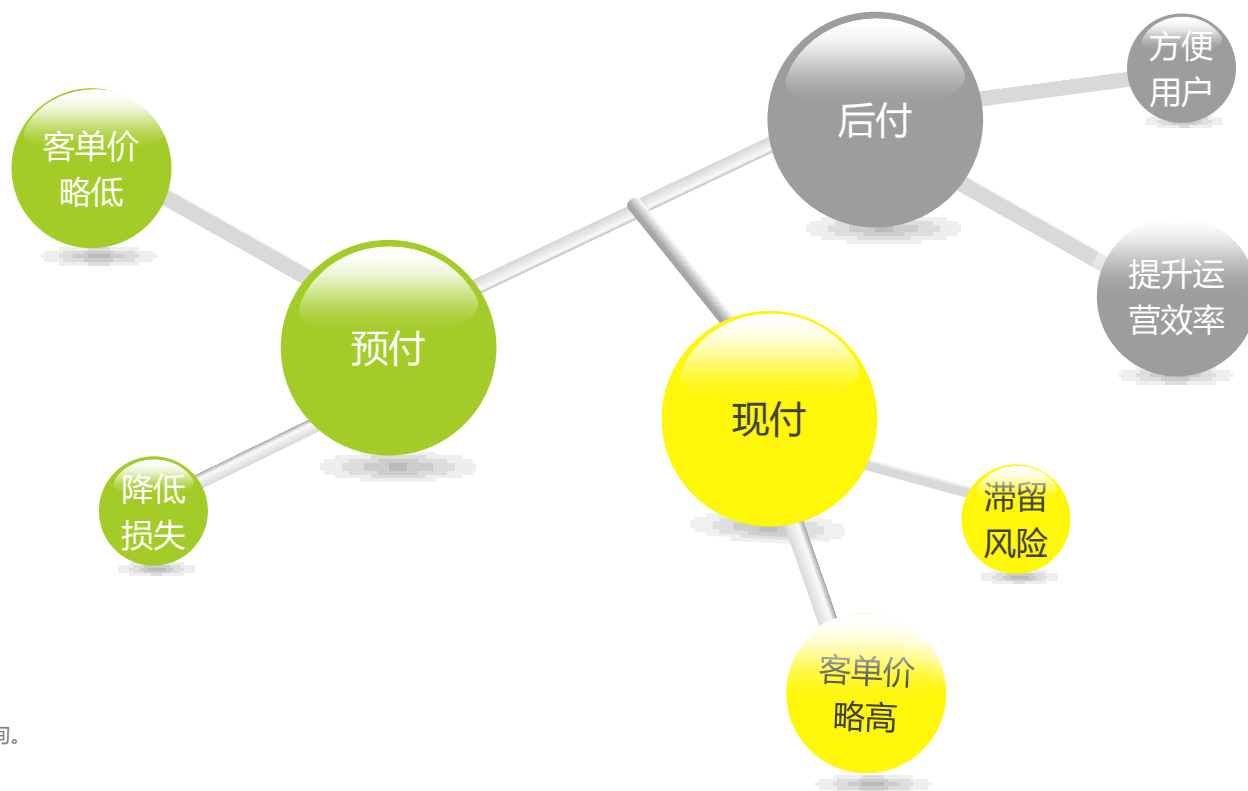 方便
用户
后付
客单价
略低
提升运
营效率
预付
现付
降低
损失
滞留
风险
客单价
略高
间。